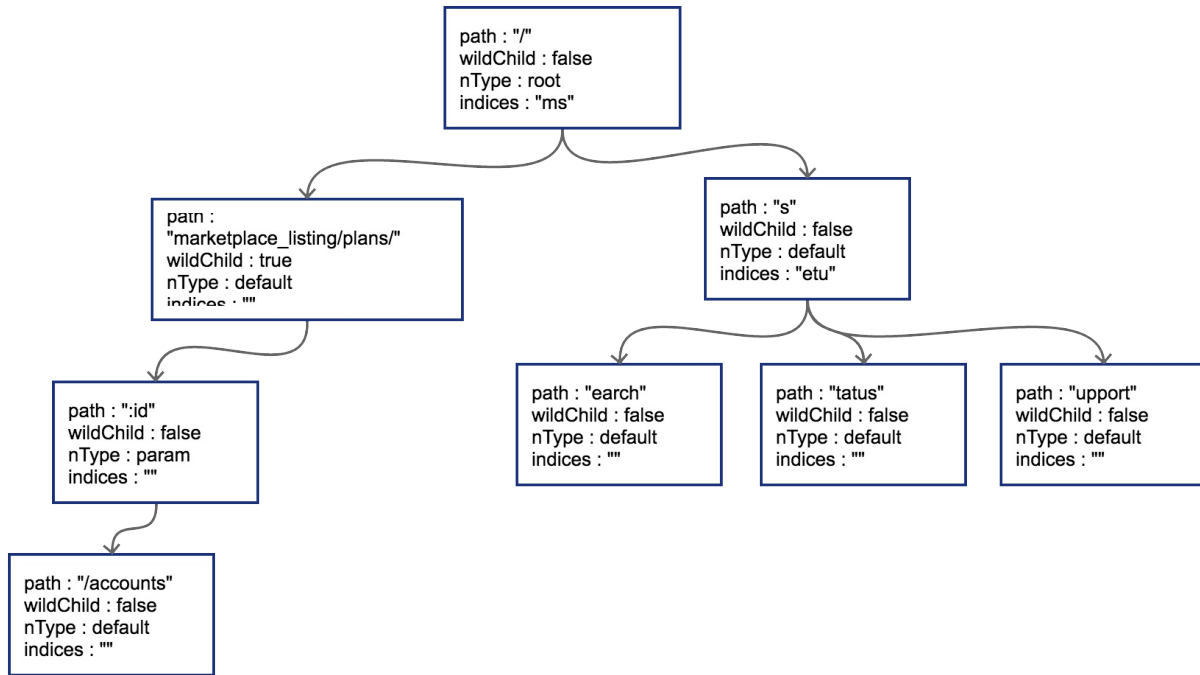 path : "/"
wildChild : false
nType : root
indices : "ms"
path :
"marketplace_listing/plans/"
wildChild : true
nType : default
indices : ""
path : "s"
wildChild : false
nType : default
indices : "etu"
path : ":id"
wildChild : false
nType : param
indices : ""
path : "earch"
wildChild : false
nType : default
indices : ""
path : "tatus"
wildChild : false
nType : default
indices : ""
path : "upport"
wildChild : false
nType : default
indices : ""
path : "/accounts"
wildChild : false
nType : default
indices : ""